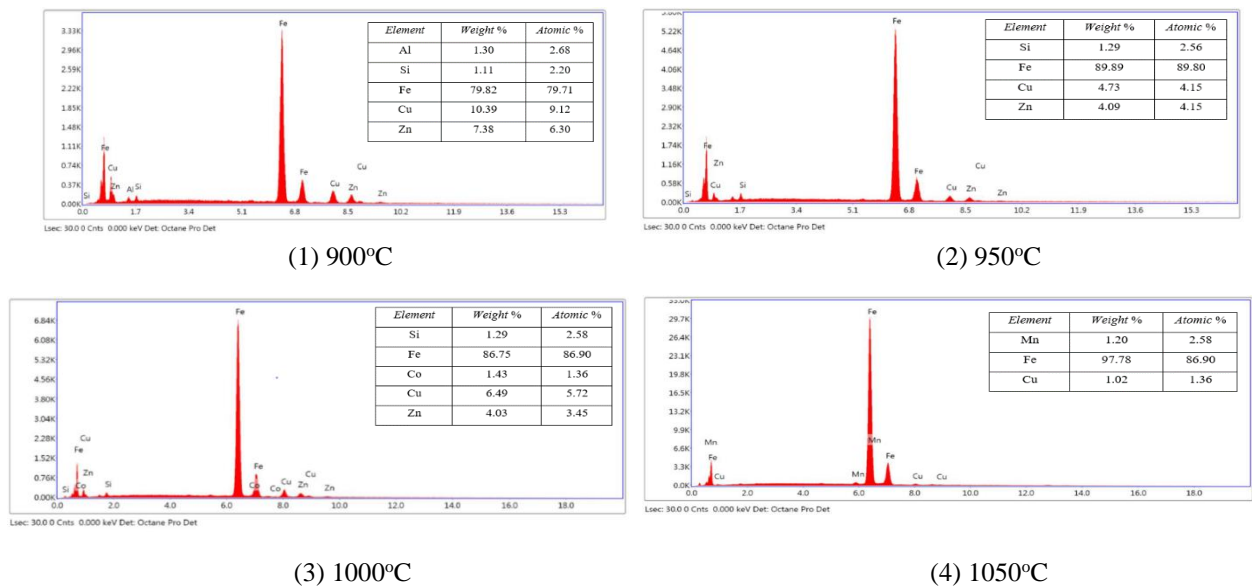 3.33K
2.96K
2.59K
2.22K
1.85K
1.48K
1.11K
0.74K
0.37K
0.00K
Fe
Cu
Zn
Si
Al
Si
Fe
Fe
Cu
Zn
Cu
Zn
0.0 1.7 3.4 5.1 6.8 8.5 10.2 11.9 13.6 15.3
Element Weight % Atomic %
Al 1.30 2.68
Si 1.11 2.20
Fe 79.82 79.71
Cu 10.39 9.12
Zn 7.38 6.30
Lsec: 30.0 0 Cnts 0.000 keV Det: Octane Pro Det
(1) 900°C
5.22K
4.64K
4.06K
3.48K
2.90K
2.32K
1.74K
1.16K
0.58K
0.00K
Fe
Zn
Cu
Si
Si
Fe
Fe
Cu
Zn
Cu
Zn
0.0 1.7 3.4 5.1 6.8 8.5 10.2 11.9 13.6 15.3
Element Weight % Atomic %
Si 1.29 2.56
Fe 89.89 89.80
Cu 4.73 4.15
Zn 4.09 4.15
Lsec: 30.0 0 Cnts 0.000 keV Det: Octane Pro Det
(2) 950°C
6.84K
6.08K
5.32K
4.56K
3.80K
3.04K
2.28K
1.52K
0.76K
0.00K
Cu
Fe
Zn
Si
Co
Si
Fe
Fe
Co
Co
Cu
Zn
Cu
Zn
0.0 2.0 4.0 6.0 8.0 10.0 12.0 14.0 16.0 18.0
Element Weight % Atomic %
Si 1.29 2.58
Fe 86.75 86.90
Co 1.43 1.36
Cu 6.49 5.72
Zn 4.03 3.45
Lsec: 30.0 0 Cnts 0.000 keV Det: Octane Pro Det
(3) 1000°C
29.7K
26.4K
23.1K
19.8K
16.5K
13.2K
9.9K
6.6K
3.3K
0.0K
Mn
Fe
Cu
Fe
Mn
Mn
Fe
Cu
Cu
0.0 2.0 4.0 6.0 8.0 10.0 12.0 14.0 16.0 18.0
Element Weight % Atomic %
Mn 1.20 2.58
Fe 97.78 86.90
Cu 1.02 1.36
Lsec: 30.0 0 Cnts 0.000 keV Det: Octane Pro Det
(4) 1050°C